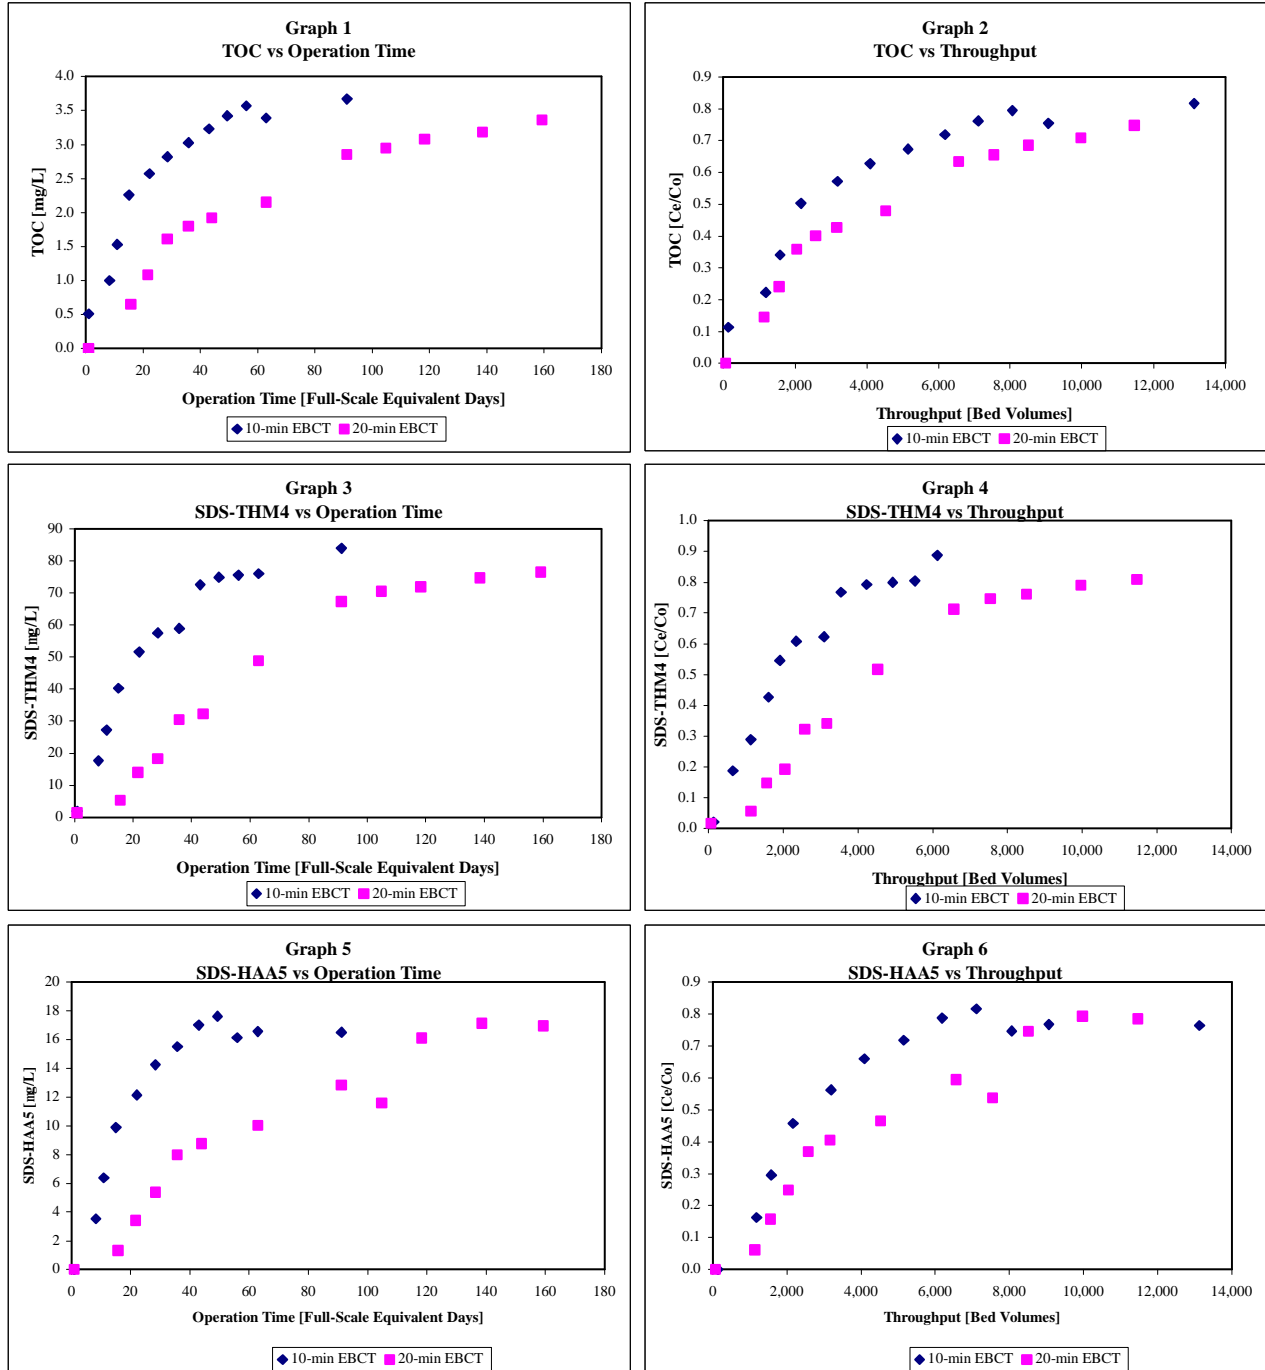 Graph 1
TOC vs Operation Time
4.0
3.5
3.0
2.5
2.0
1.5
1.0
0.5
0.0
TOC [mg/L]
0 20 40 60 80 100 120 140 160 180
Operation Time [Full-Scale Equivalent Days]
10-min EBCT 20-min EBCT
Graph 2
TOC vs Throughput
0.9
0.8
0.7
0.6
0.5
0.4
0.3
0.2
0.1
0.0
TOC [Ce/Co]
0 2,000 4,000 6,000 8,000 10,000 12,000 14,000
Throughput [Bed Volumes]
10-min EBCT 20-min EBCT
Graph 3
SDS-THM4 vs Operation Time
90
80
70
60
50
40
30
20
10
0
SDS-THM4 [mg/L]
0 20 40 60 80 100 120 140 160 180
Operation Time [Full-Scale Equivalent Days]
10-min EBCT 20-min EBCT
Graph 4
SDS-THM4 vs Throughput
1.0
0.9
0.8
0.7
0.6
0.5
0.4
0.3
0.2
0.1
0.0
SDS-THM4 [Ce/Co]
0 2,000 4,000 6,000 8,000 10,000 12,000 14,000
Throughput [Bed Volumes]
10-min EBCT 20-min EBCT
Graph 5
SDS-HAA5 vs Operation Time
20
18
16
14
12
10
8
6
4
2
0
SDS-HAA5 [mg/L]
0 20 40 60 80 100 120 140 160 180
Operation Time [Full-Scale Equivalent Days]
10-min EBCT 20-min EBCT
Graph 6
SDS-HAA5 vs Throughput
0.9
0.8
0.7
0.6
0.5
0.4
0.3
0.2
0.1
0.0
SDS-HAA5 [Ce/Co]
0 2,000 4,000 6,000 8,000 10,000 12,000 14,000
Throughput [Bed Volumes]
10-min EBCT 20-min EBCT